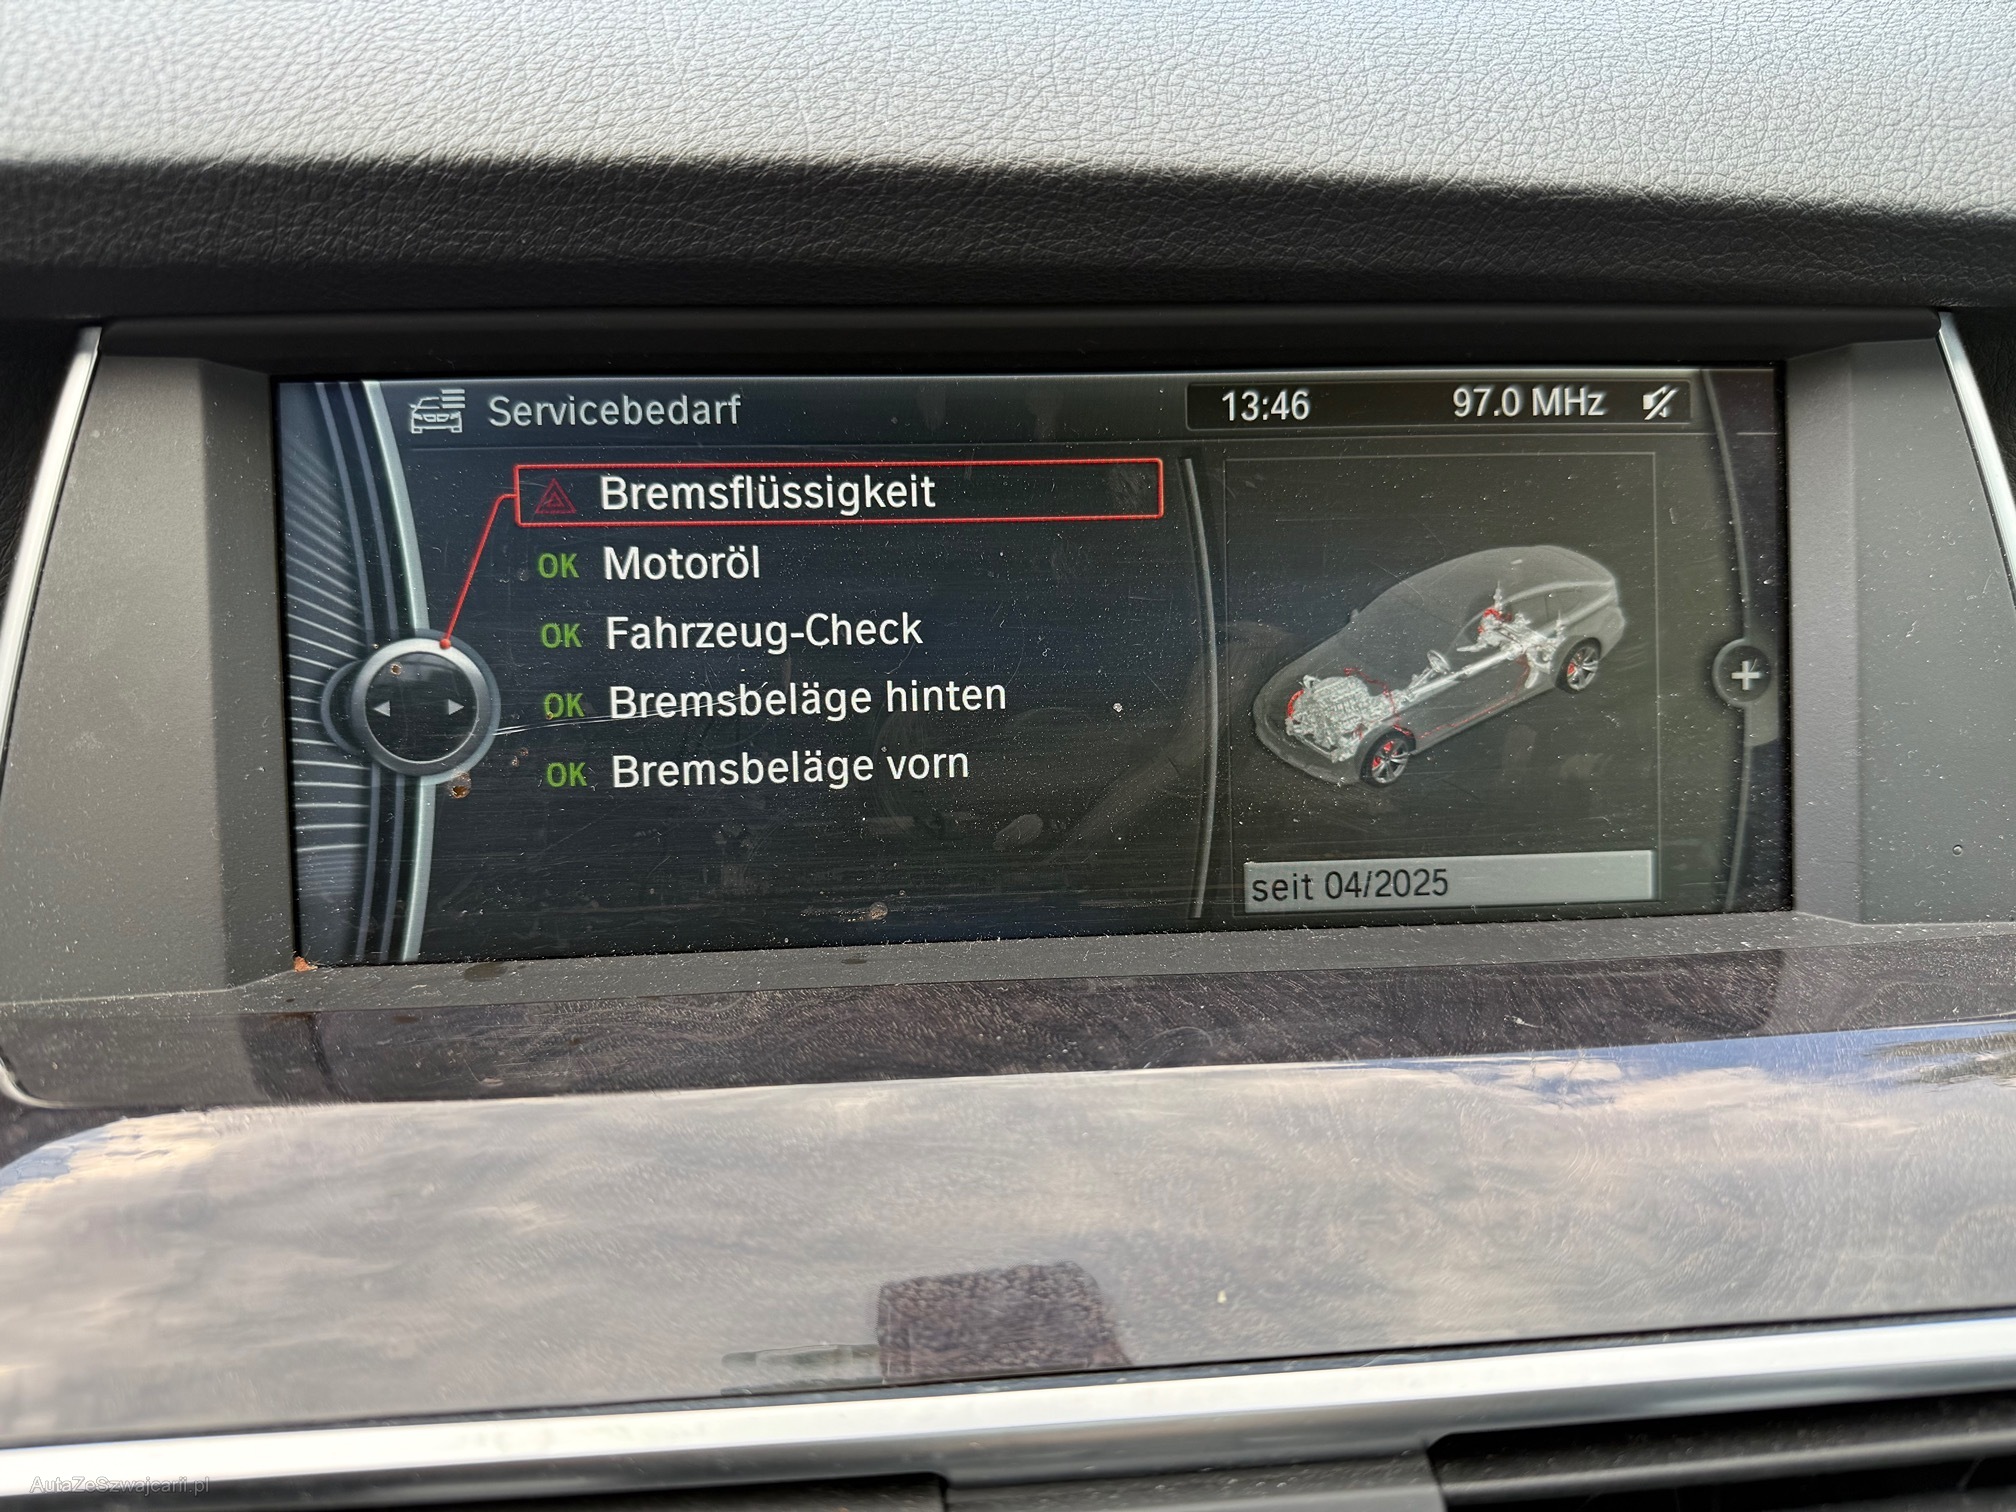 Servicebedarf
13:46 97.0 MHz
Bremsflüssigkeit
OK Motoröl
OK Fahrzeug-Check
OK Bremsbeläge hinten
OK Bremsbeläge vorn
seit 04/2025
AutaZeSzwajcarii.pl